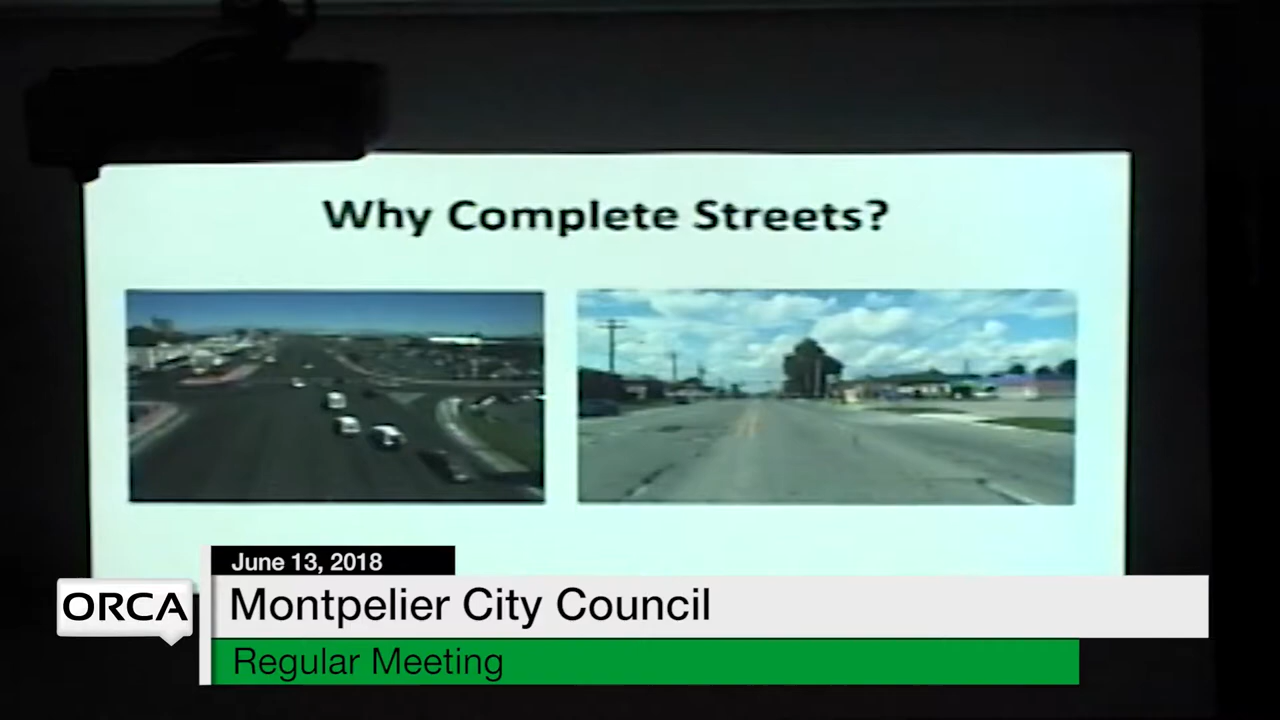 Why Complete Streets?
June 13, 2018
ORCA
Montpelier City Council
Regular Meeting